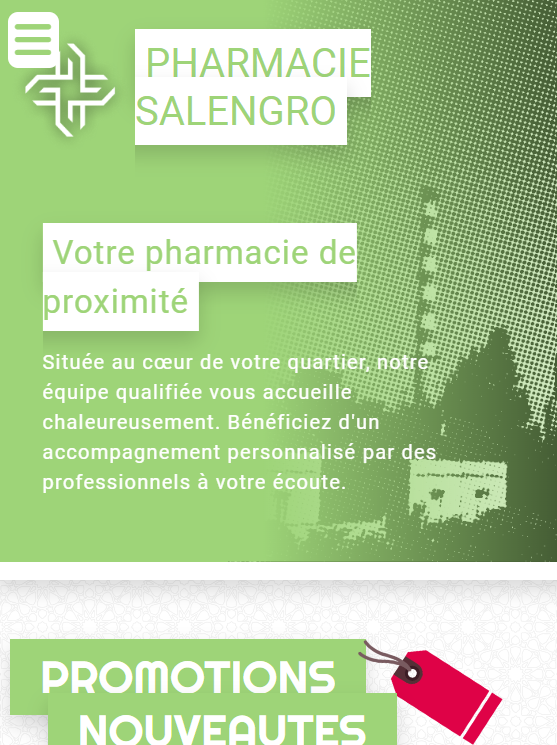 PHARMACIE
SALENGRO
Votre pharmacie de
proximité
Située au cœur de votre quartier, notre
équipe qualifiée vous accueille
chaleureusement. Bénéficiez d'un
accompagnement personnalisé par des
professionnels à votre écoute.
PROMOTIONS
NOUVEAUTES